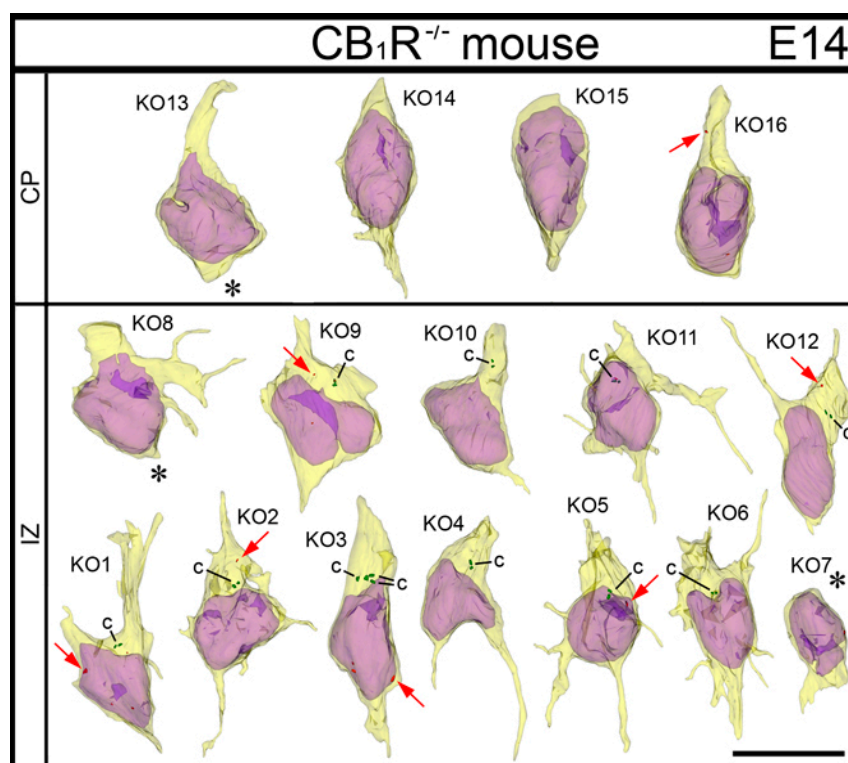 CB₁R⁻/⁻ mouse E14
CP
KO13 KO14 KO15 KO16
*
IZ
KO8 KO9 KO10 KO11 KO12
C C C C
*
KO1 KO2 KO3 KO4 KO5 KO6 KO7 *
C C C C C C C